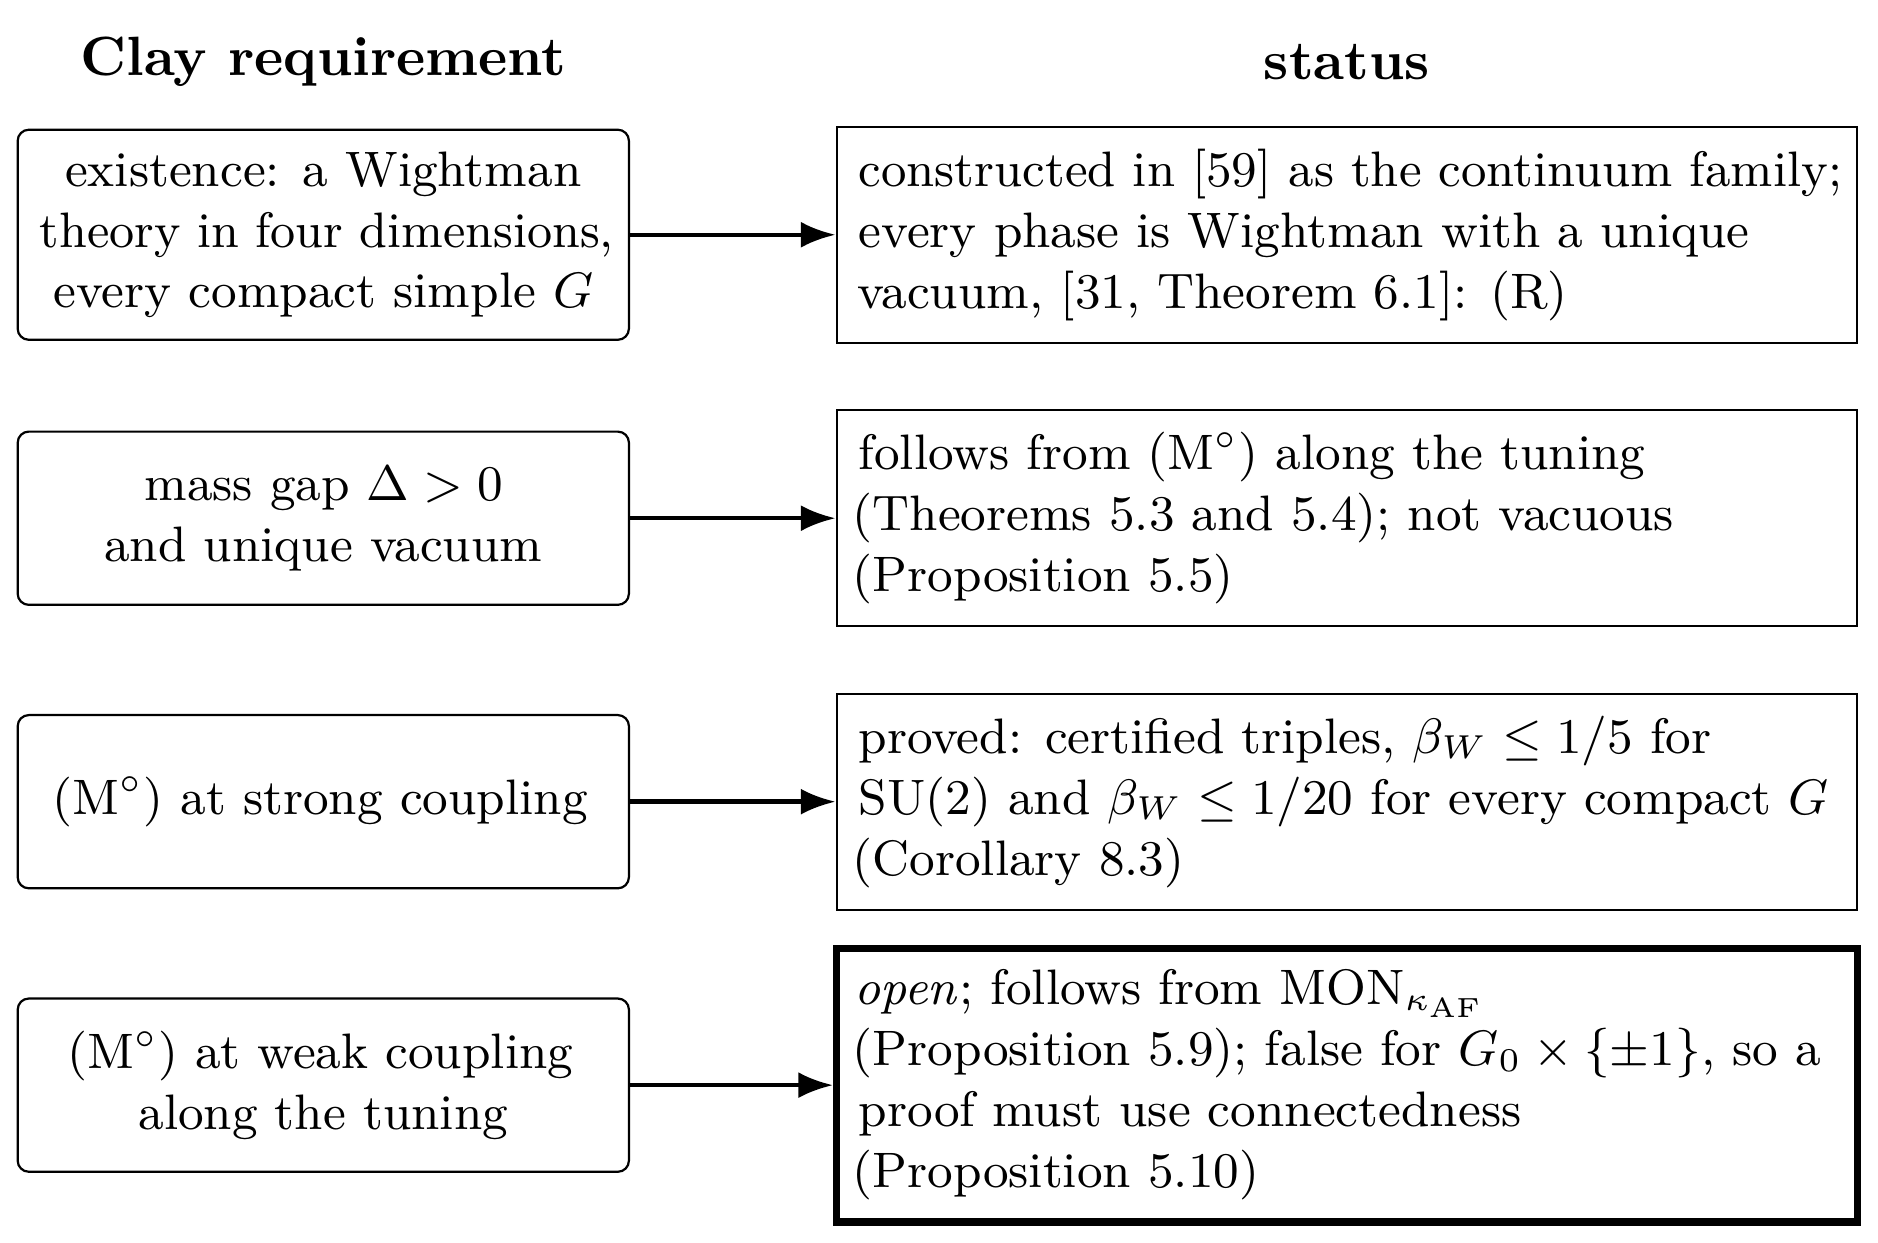 Clay requirement
status
existence: a Wightman
theory in four dimensions,
every compact simple G
constructed in [59] as the continuum family;
every phase is Wightman with a unique
vacuum, [31, Theorem 6.1]: (R)
mass gap Δ > 0
and unique vacuum
follows from (M°) along the tuning
(Theorems 5.3 and 5.4); not vacuous
(Proposition 5.5)
(M°) at strong coupling
proved: certified triples, β_W ≤ 1/5 for
SU(2) and β_W ≤ 1/20 for every compact G
(Corollary 8.3)
(M°) at weak coupling
along the tuning
open; follows from MON_κ_AF
(Proposition 5.9); false for G₀ × {±1}, so a
proof must use connectedness
(Proposition 5.10)